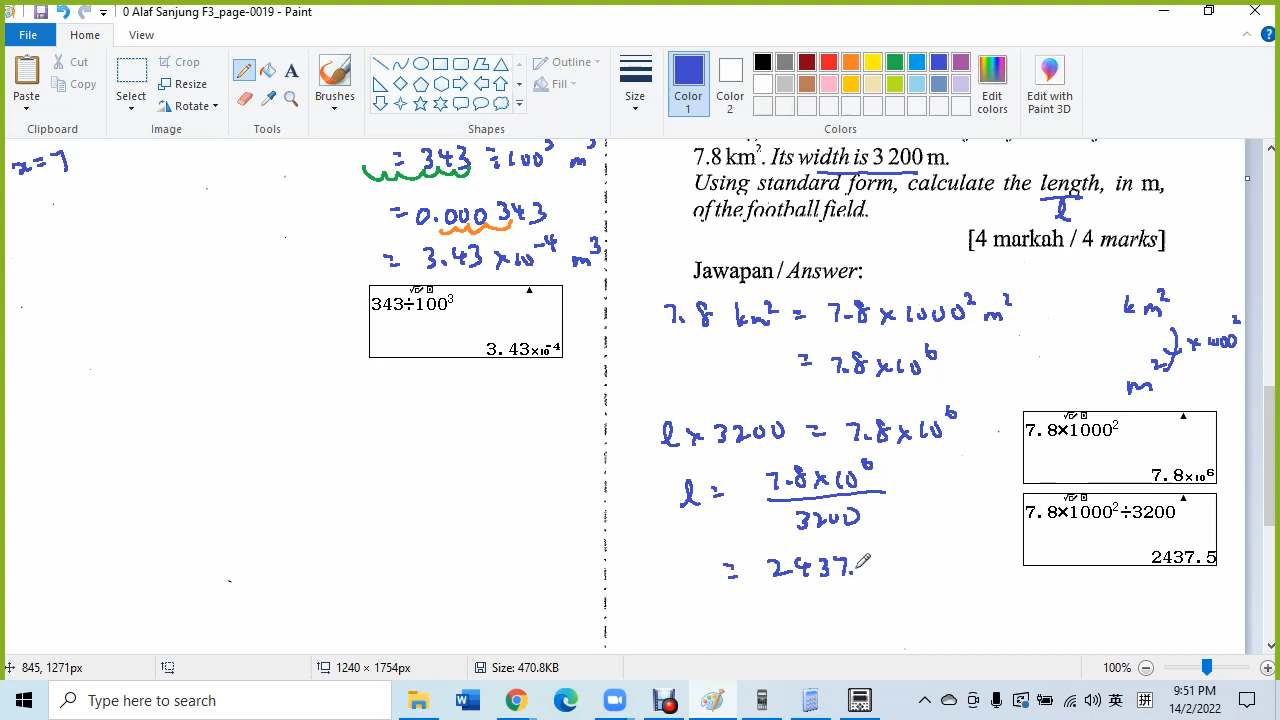 0 Alaf Sanjung F3_page-0019 - Paint
File
Home
View
Paste
Cut
Copy
Clipboard
Select
Crop
Resize
Rotate
Image
Tools
Brushes
Shapes
Outline
Fill
Size
Color 1
Color 2
Colors
Edit colors
Edit with Paint 3D
x = 7
= 343 ÷ 100³ m³
= 0.000 343
= 3.43 × 10⁻⁴ m³
343÷100³
3.43×10⁻⁴
7.8 km². Its width is 3 200 m.
Using standard form, calculate the length, in m,
of the football field.
l
[4 markah / 4 marks]
Jawapan / Answer:
7.8 km² = 7.8 × 1000² m²
= 7.8 × 10⁶
km²
× 1000²
m²
l × 3200 = 7.8 × 10⁶
l = 7.8 × 10⁶ / 3200
= 2437.
7.8×1000²
7.8×10⁶
7.8×1000²÷3200
2437.5
845, 1271px
1240 × 1754px
Size: 470.8KB
100%
Type here to search
英
拼
9:51 PM
14/2/2022